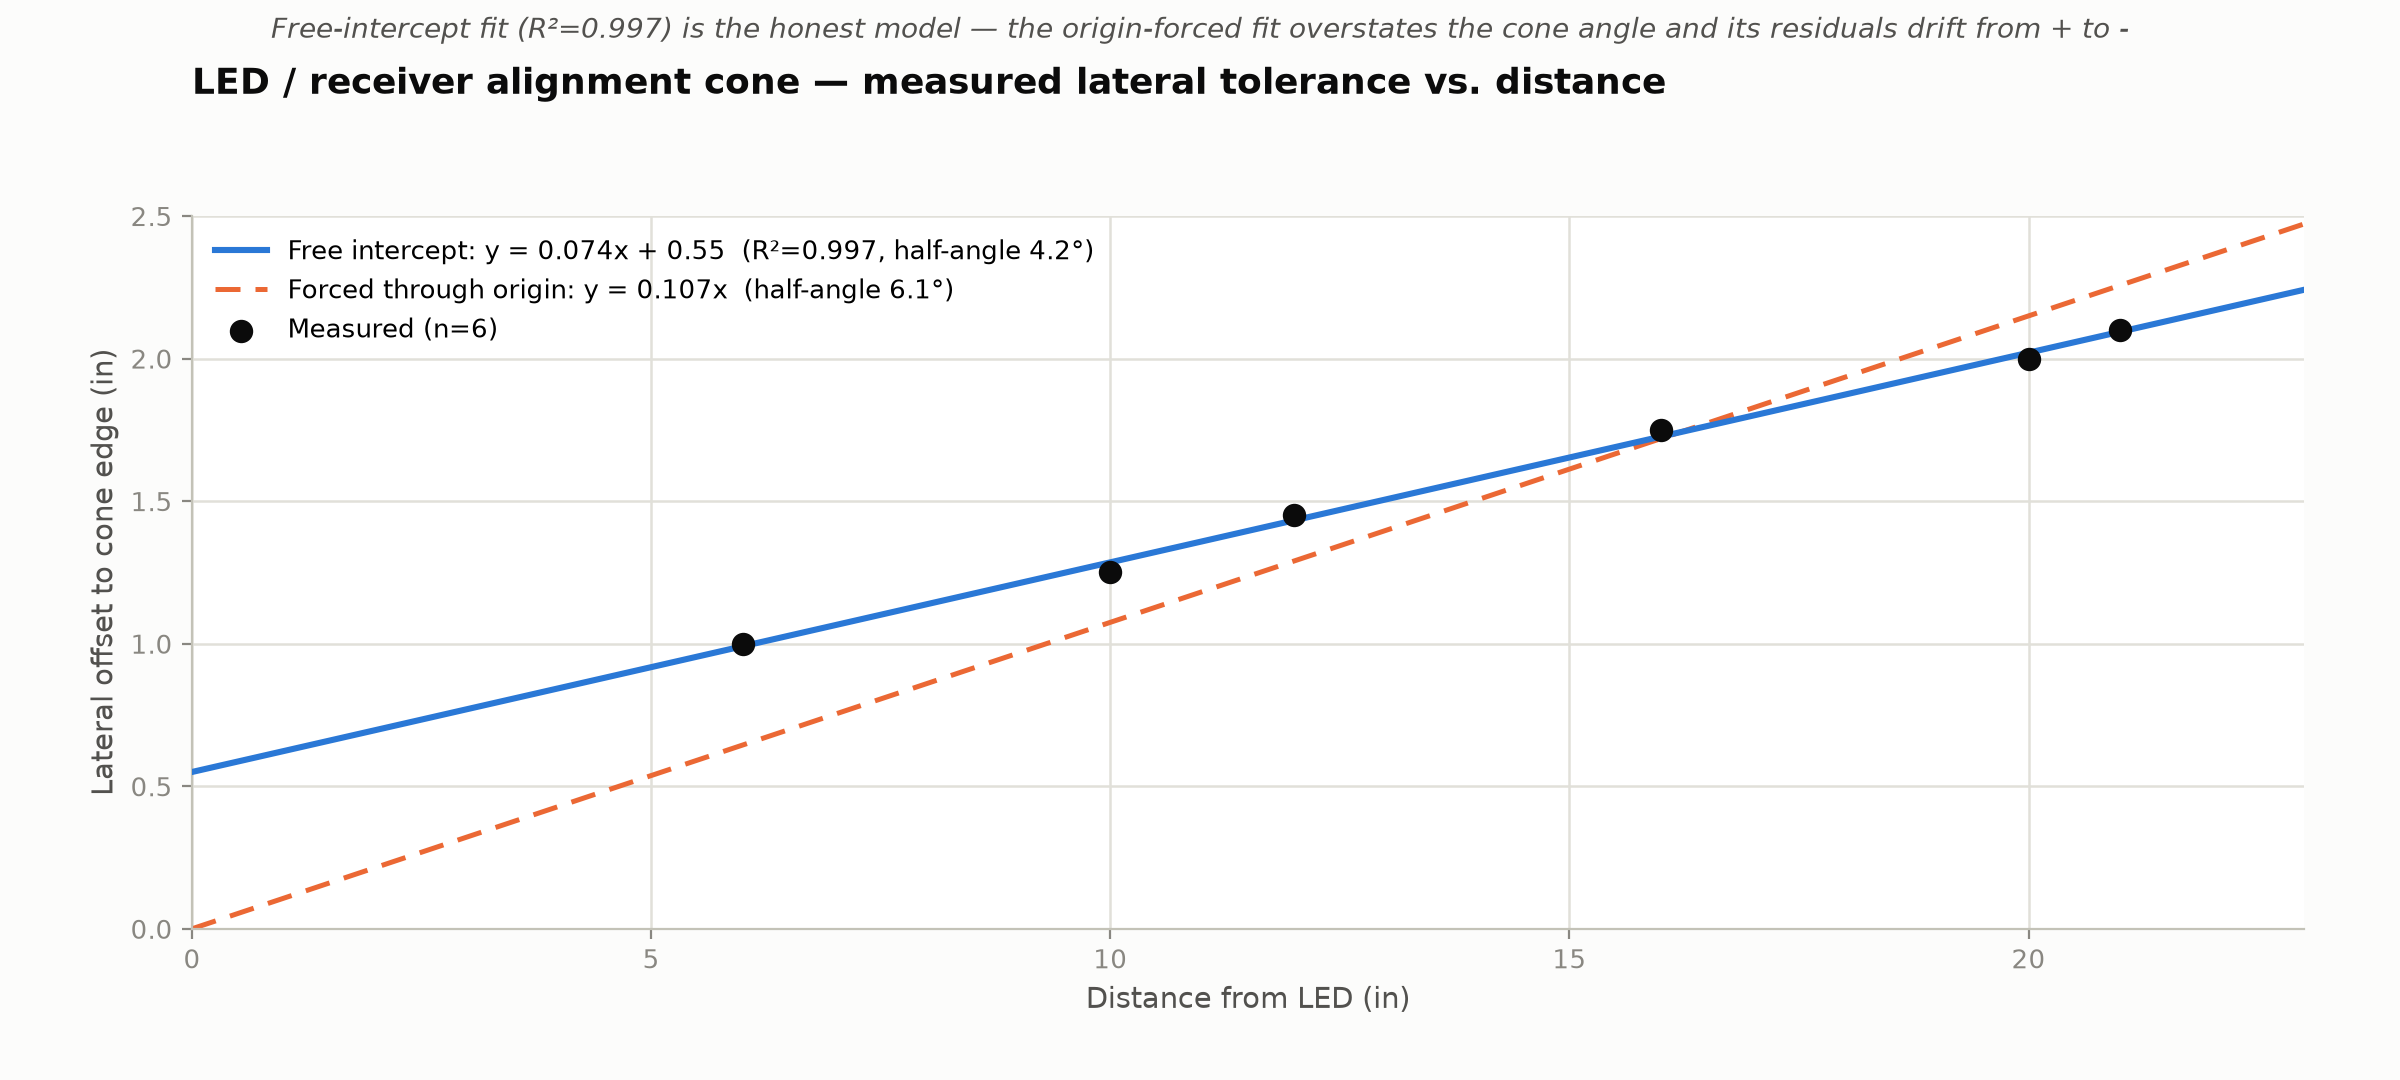 Free-intercept fit (R²=0.997) is the honest model — the origin-forced fit overstates the cone angle and its residuals drift from + to -
LED / receiver alignment cone — measured lateral tolerance vs. distance
Free intercept: y = 0.074x + 0.55 (R²=0.997, half-angle 4.2°)
Forced through origin: y = 0.107x (half-angle 6.1°)
Measured (n=6)
Lateral offset to cone edge (in)
2.5
2.0
1.5
1.0
0.5
0.0
0 5 10 15 20
Distance from LED (in)